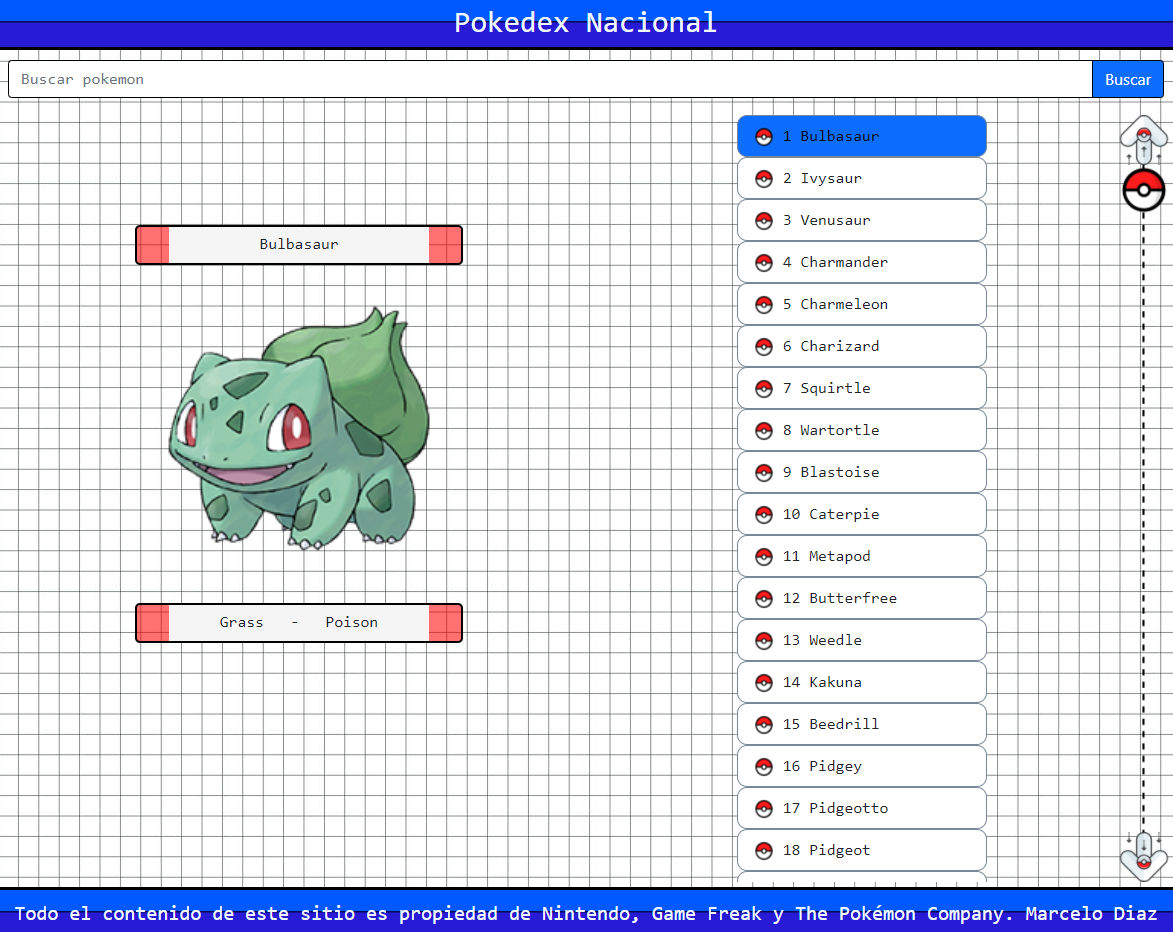 Pokedex Nacional
Buscar pokemon
Buscar
Bulbasaur
Grass - Poison
1 Bulbasaur
2 Ivysaur
3 Venusaur
4 Charmander
5 Charmeleon
6 Charizard
7 Squirtle
8 Wartortle
9 Blastoise
10 Caterpie
11 Metapod
12 Butterfree
13 Weedle
14 Kakuna
15 Beedrill
16 Pidgey
17 Pidgeotto
18 Pidgeot
Todo el contenido de este sitio es propiedad de Nintendo, Game Freak y The Pokémon Company. Marcelo Diaz